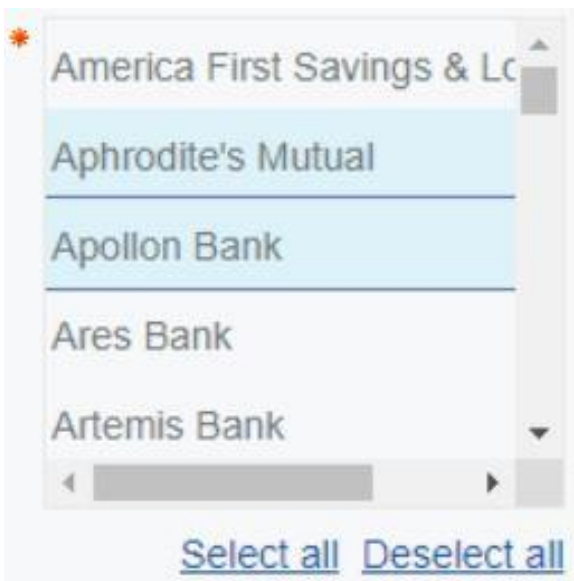 America First Savings & Lo
Aphrodite's Mutual
Apollon Bank
Ares Bank
Artemis Bank
Select all Deselect all